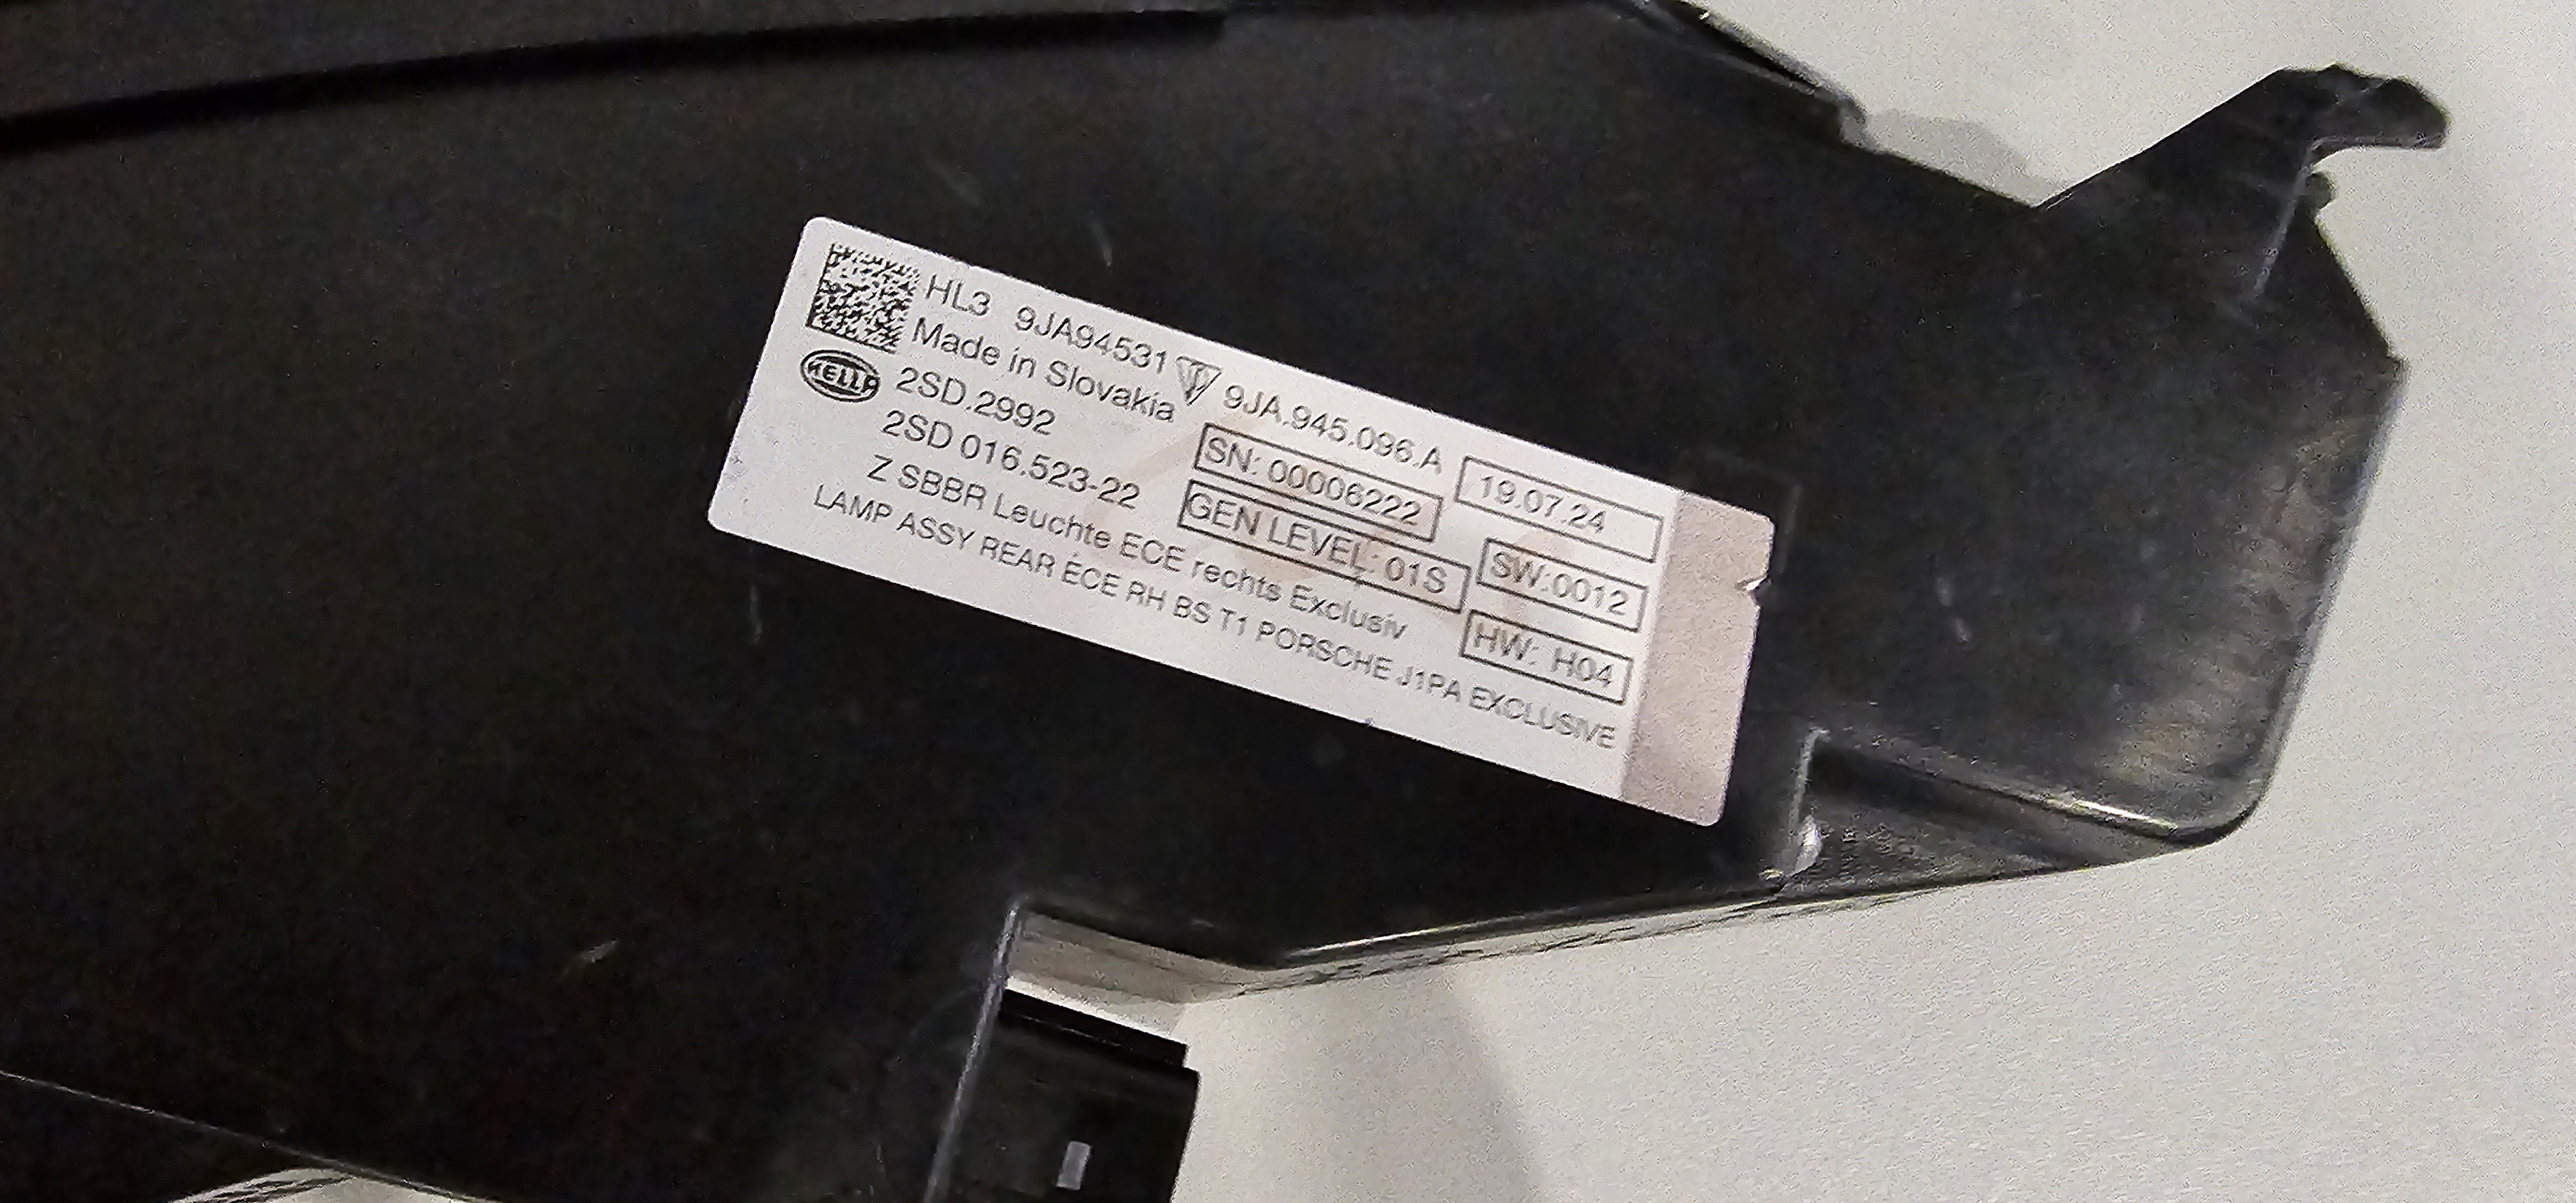 HL3 9JA94531 9JA.945.096.A 19.07.24
Made in Slovakia SN: 00006222 SW:0012
HELLA 2SD.2992 GEN LEVEL: 01S HW: H04
2SD 016.523-22
Z SBBR Leuchte ECE rechts Exclusiv
LAMP ASSY REAR ECE RH BS T1 PORSCHE J1PA EXCLUSIVE